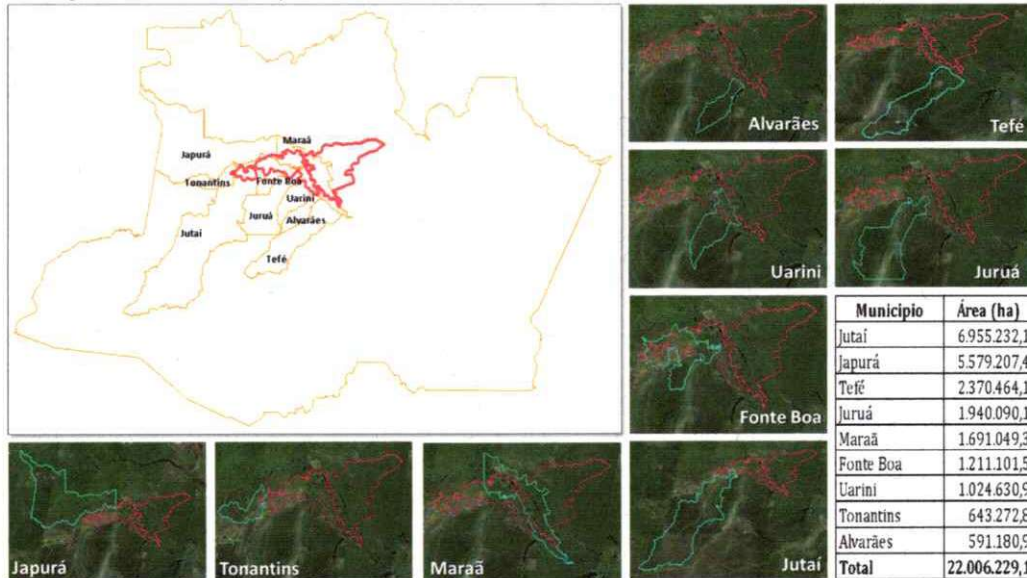 Maraã
Japurá
Tonantins
Fonte Boa
Uarini
Juruá
Alvarães
Jutaí
Tefé
Alvarães
Tefé
Uarini
Juruá
Fonte Boa
Município Área (ha)
Jutaí 6.955.232,1
Japurá 5.579.207,4
Tefé 2.370.464,1
Juruá 1.940.090,1
Maraã 1.691.049,3
Fonte Boa 1.211.101,5
Uarini 1.024.630,9
Tonantins 643.272,8
Alvarães 591.180,9
Total 22.006.229,1
Japurá
Tonantins
Maraã
Jutaí